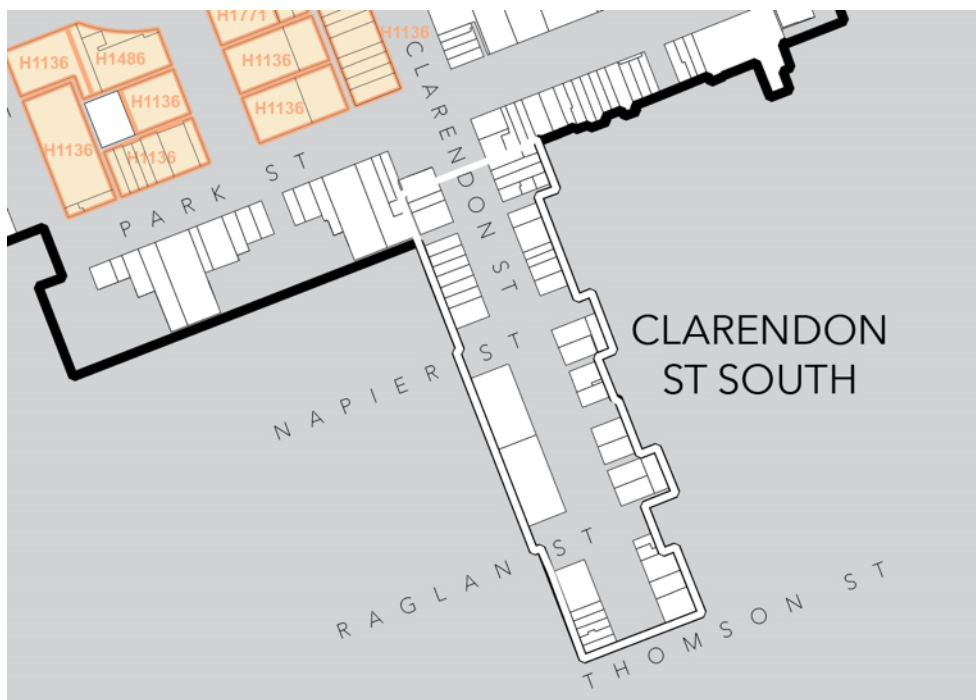 H1771
H1136
CLARENDON ST
H1136
H1486
H1136
H1136
H1136
H1136
H1136
PARK ST
CLARENDON
ST SOUTH
NAPIER ST
RAGLAN ST
THOMSON ST